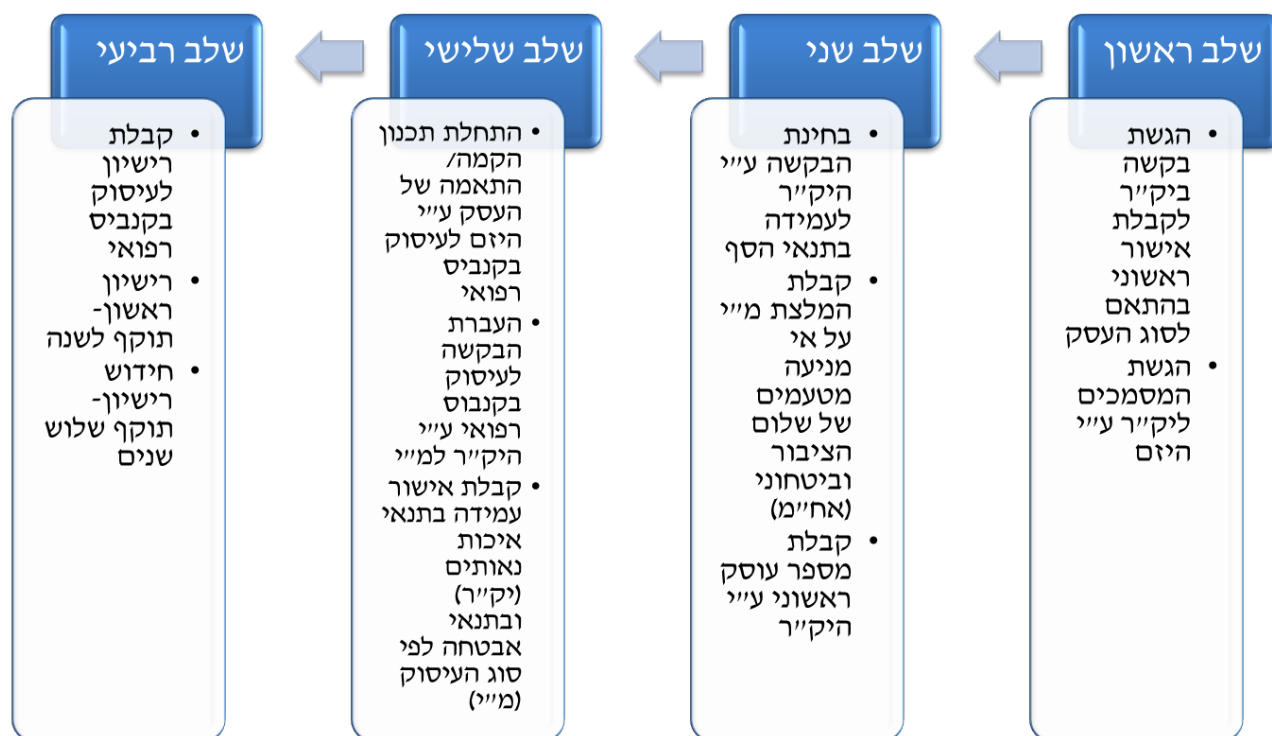 שלב ראשון
הגשת
בקשה
ביק״ר
לקבלת
אישור
ראשוני
בהתאם
לסוג העסק
הגשת
המסמכים
ליק״ר ע״י
היזם
שלב שני
בחינת
הבקשה ע״י
היק״ר
לעמידה
בתנאי הסף
קבלת
המלצת מ״י
על אי
מניעה
מטעמים
של שלום
הציבור
וביטחוני
(אח״מ)
קבלת
מספר עוסק
ראשוני ע״י
היק״ר
שלב שלישי
התחלת תכנון
הקמה/
התאמה של
העסק ע״י
היזם לעיסוק
בקנביס
רפואי
העברת
הבקשה
לעיסוק
בקנבוס
רפואי ע״י
היק״ר למ״י
קבלת אישור
עמידה בתנאי
איכות
נאותים
(יק״ר)
ובתנאי
אבטחה לפי
סוג העיסוק
(מ״י)
שלב רביעי
קבלת
רישיון
לעיסוק
בקנביס
רפואי
רישיון
ראשון-
תוקף לשנה
חידוש
רישיון-
תוקף שלוש
שנים